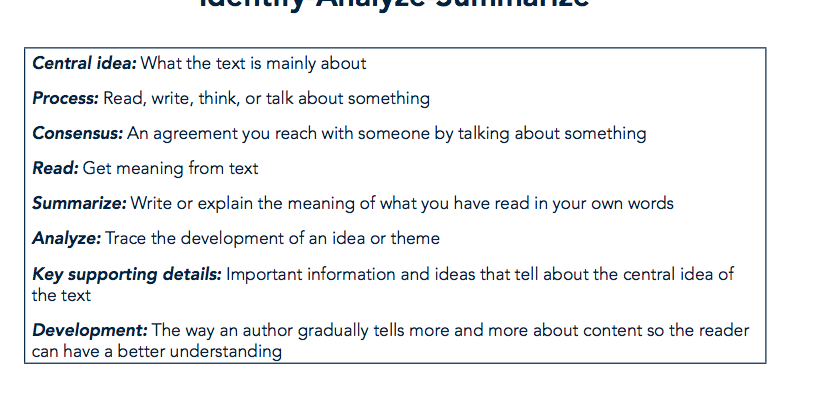 Identify Analyze Summarize
Central idea: What the text is mainly about
Process: Read, write, think, or talk about something
Consensus: An agreement you reach with someone by talking about something
Read: Get meaning from text
Summarize: Write or explain the meaning of what you have read in your own words
Analyze: Trace the development of an idea or theme
Key supporting details: Important information and ideas that tell about the central idea of
the text
Development: The way an author gradually tells more and more about content so the reader
can have a better understanding